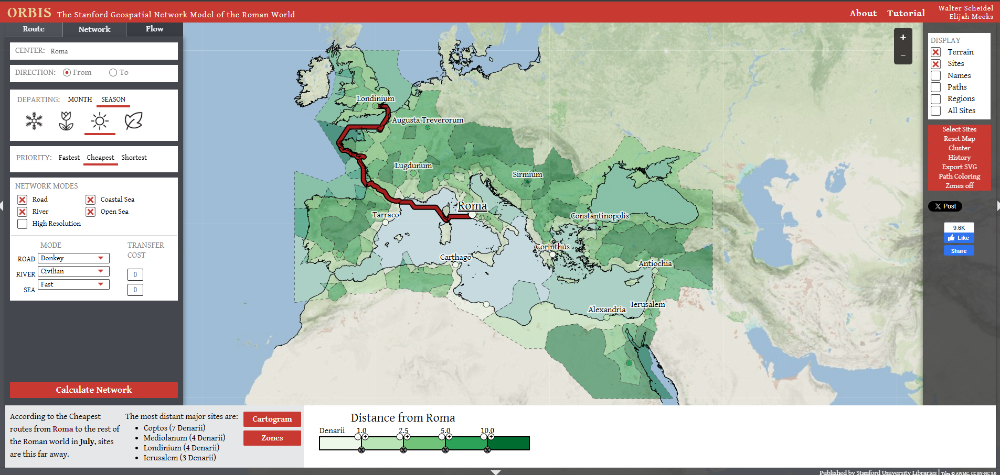 ORBIS The Stanford Geospatial Network Model of the Roman World
About Tutorial
Walter Scheidel
Elijah Meeks
Route Network Flow
CENTER: Roma
DIRECTION: From To
DEPARTING: MONTH SEASON
PRIORITY: Fastest Cheapest Shortest
NETWORK MODES
Road Coastal Sea
River Open Sea
High Resolution
MODE TRANSFER COST
ROAD Donkey
RIVER Civilian 0
SEA Fast 0
Calculate Network
Londinium
Augusta Treverorum
Lugdunum
Sirmium
Roma
Tarraco
Constantinopolis
Corinthus
Carthago
Antiochia
Ierusalem
Alexandria
+
−
DISPLAY
Terrain
Sites
Names
Paths
Regions
All Sites
Select Sites
Reset Map
Cluster
History
Export SVG
Path Coloring
Zones off
X Post
9.6K
Like
Share
According to the Cheapest
routes from Roma to the rest of
the Roman world in July, sites
are this far away.
The most distant major sites are:
• Coptos (7 Denarii)
• Mediolanum (4 Denarii)
• Londinium (4 Denarii)
• Ierusalem (3 Denarii)
Cartogram
Zones
Distance from Roma
Denarii 1.0 2.5 5.0 10.0
Published by Stanford University Libraries | Tiles © AWMC, CC BY-NC 3.0